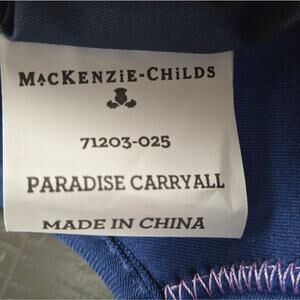 MACKENZIE-CHILDS
71203-025
PARADISE CARRYALL
MADE IN CHINA